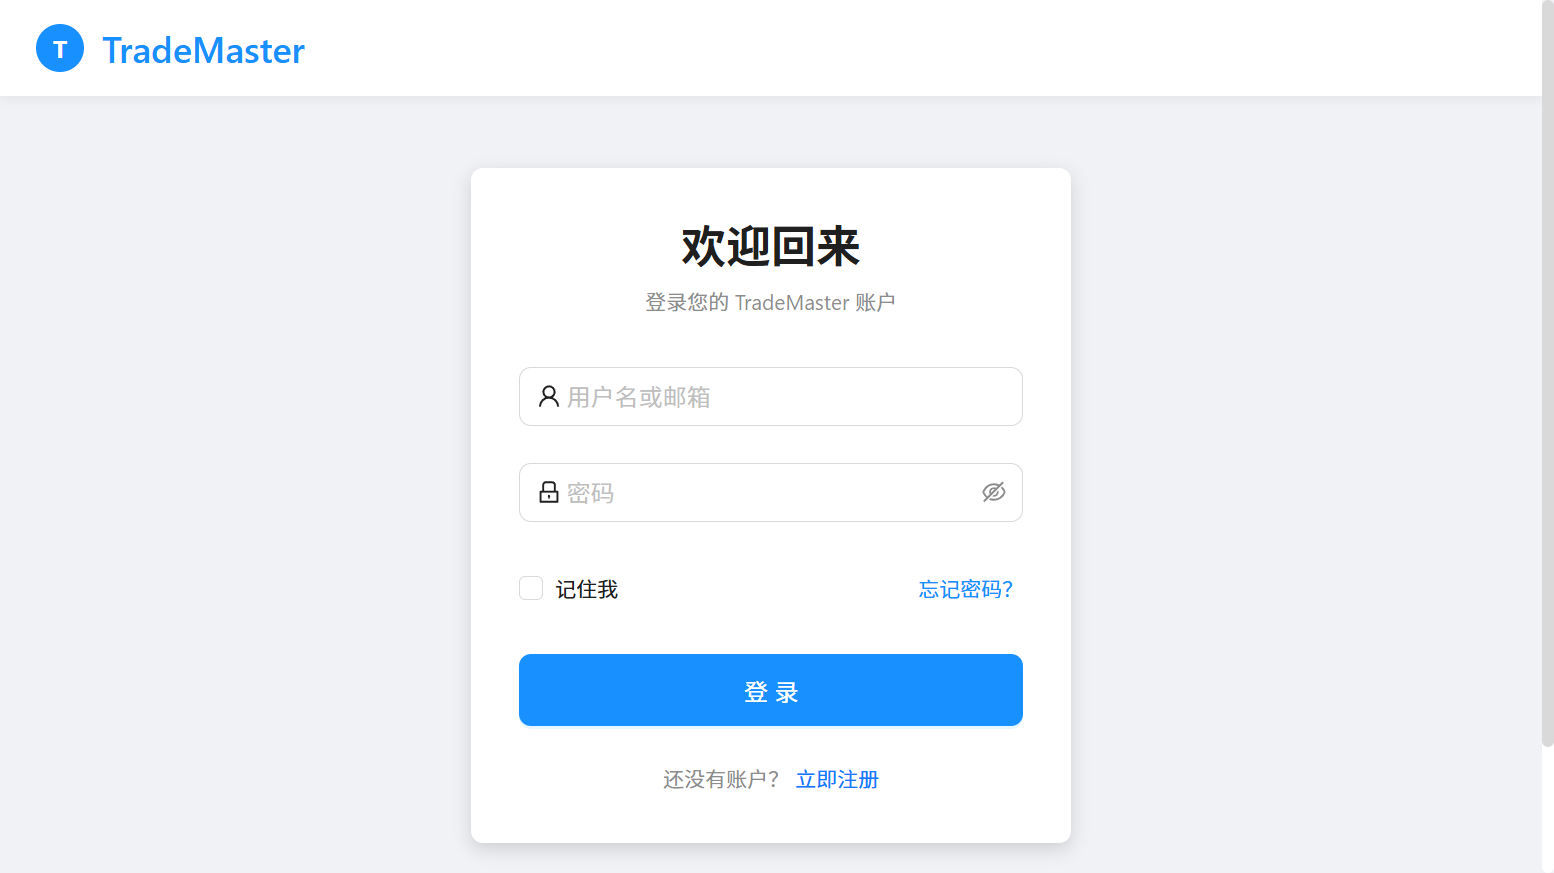 T TradeMaster
欢迎回来
登录您的 TradeMaster 账户
用户名或邮箱
密码
记住我 忘记密码?
登 录
还没有账户? 立即注册